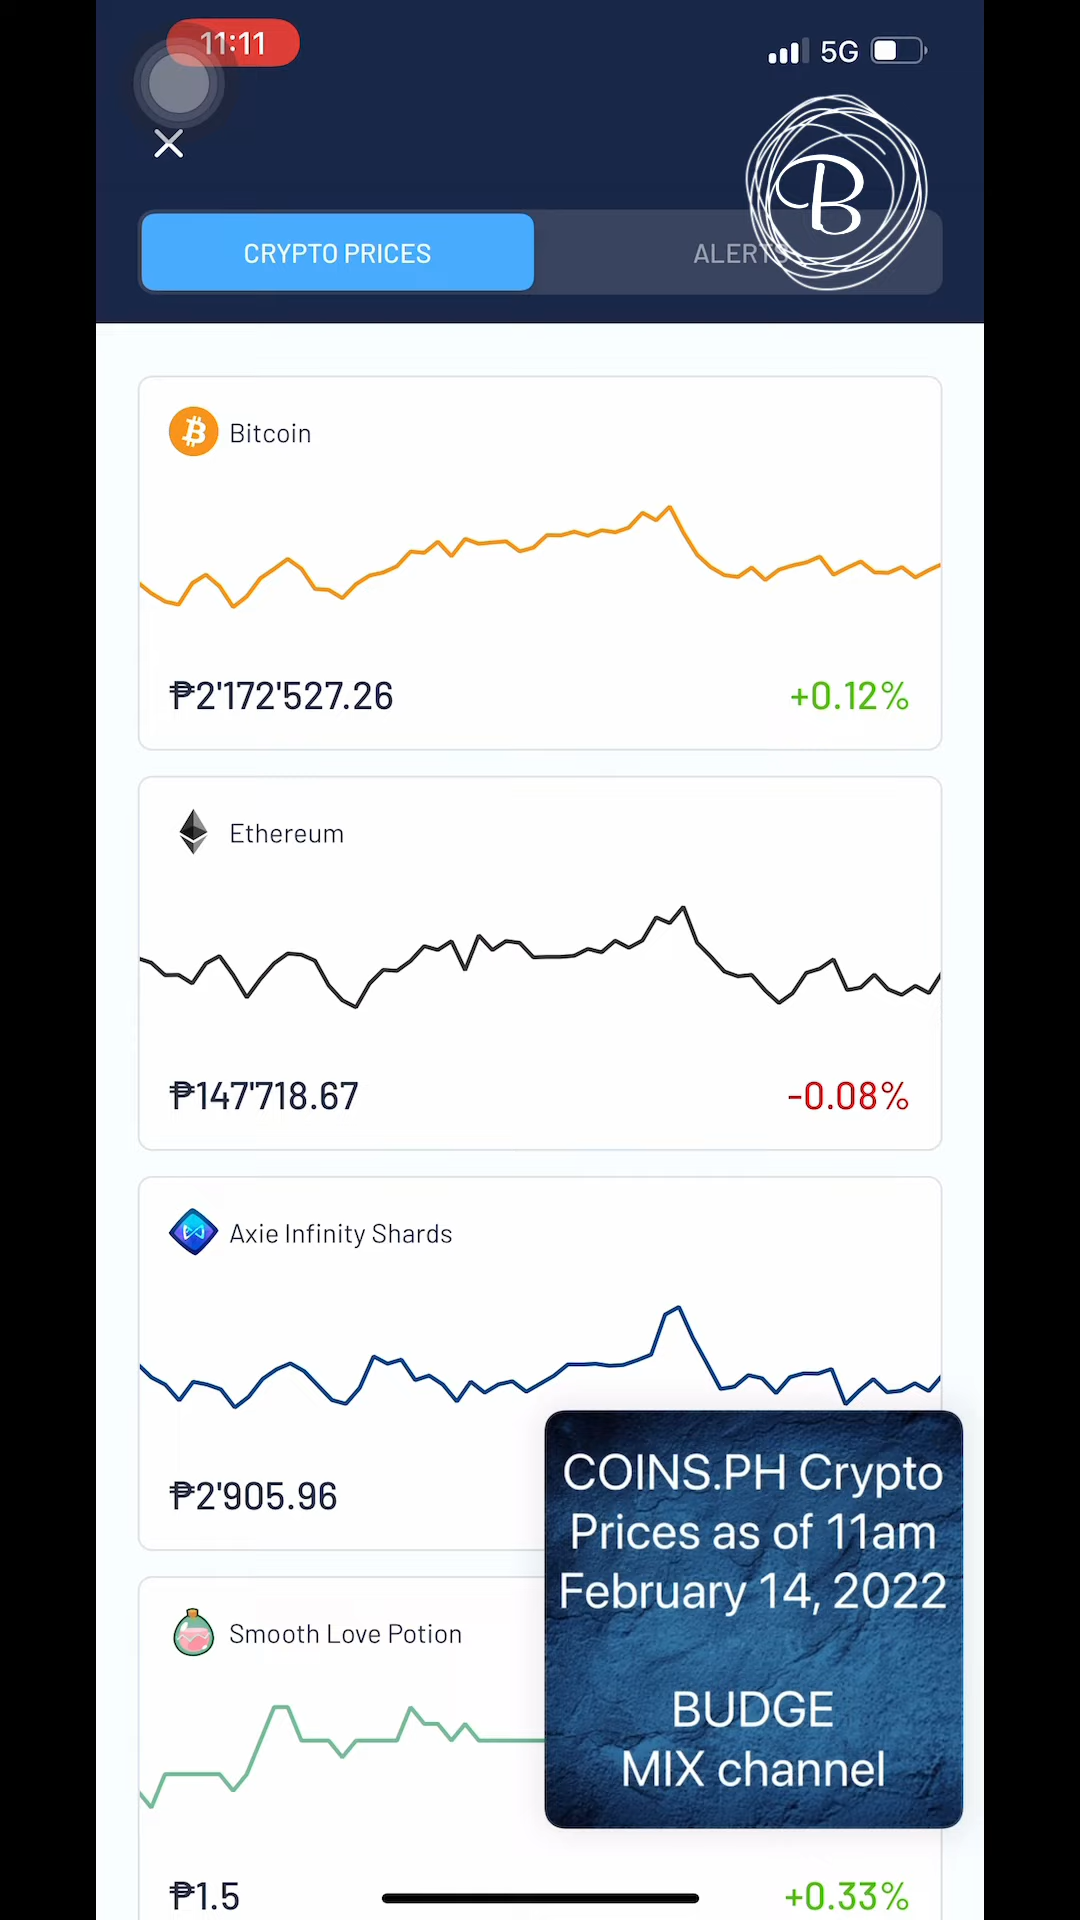 11:11
5G
B
CRYPTO PRICES
ALERTS
Bitcoin
₱2'172'527.26
+0.12%
Ethereum
₱147'718.67
-0.08%
Axie Infinity Shards
₱2'905.96
Smooth Love Potion
₱1.5
+0.33%
COINS.PH Crypto
Prices as of 11am
February 14, 2022
BUDGE
MIX channel